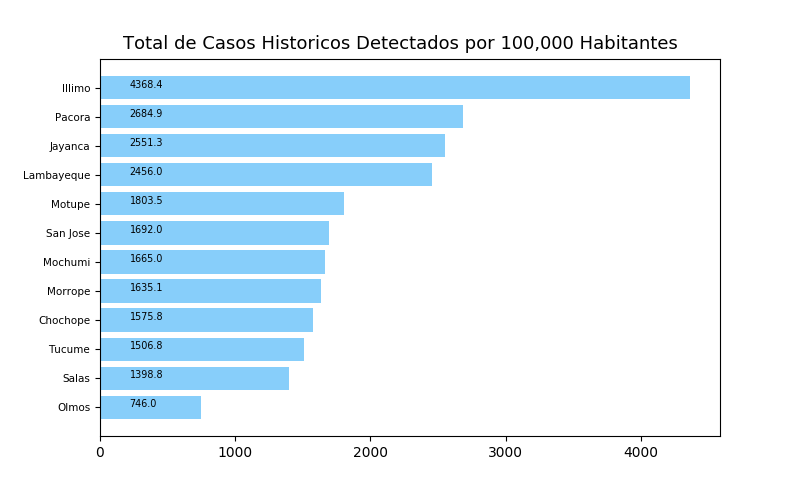 Total de Casos Historicos Detectados por 100,000 Habitantes
Illimo 4368.4
Pacora 2684.9
Jayanca 2551.3
Lambayeque 2456.0
Motupe 1803.5
San Jose 1692.0
Mochumi 1665.0
Morrope 1635.1
Chochope 1575.8
Tucume 1506.8
Salas 1398.8
Olmos 746.0
0 1000 2000 3000 4000